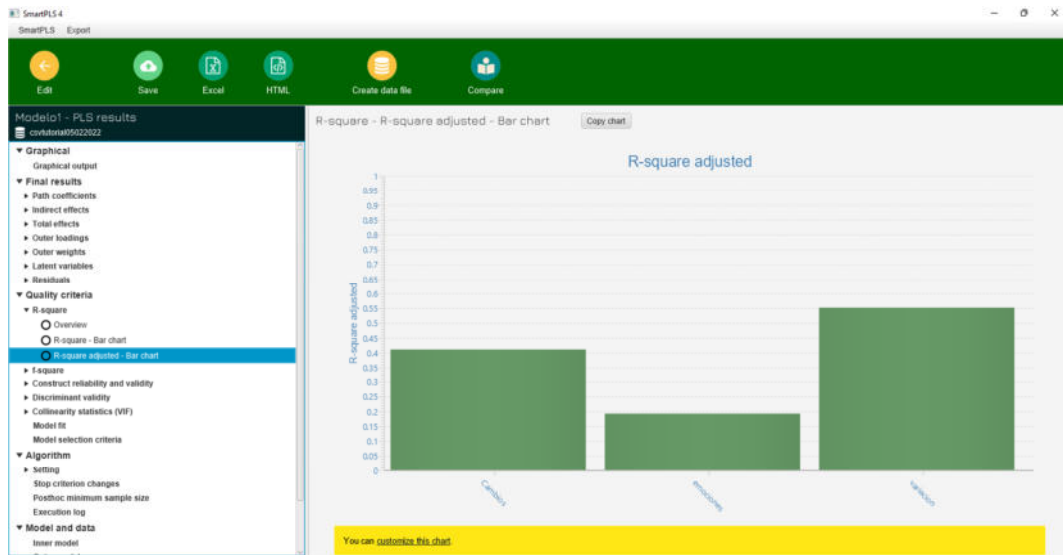 SmartPLS 4
SmartPLS Export
Edit Save Excel HTML Create data file Compare
Modelo1 - PLS results
csvtutorial05022022
Graphical
Graphical output
Final results
Path coefficients
Indirect effects
Total effects
Outer loadings
Outer weights
Latent variables
Residuals
Quality criteria
R-square
Overview
R-square - Bar chart
R-square adjusted - Bar chart
f-square
Construct reliability and validity
Discriminant validity
Collinearity statistics (VIF)
Model fit
Model selection criteria
Algorithm
Setting
Stop criterion changes
Posthoc minimum sample size
Execution log
Model and data
Inner model
R-square - R-square adjusted - Bar chart
Copy chart
R-square adjusted
1
0.95
0.9
0.85
0.8
0.75
0.7
0.65
0.6
0.55
0.5
0.45
0.4
0.35
0.3
0.25
0.2
0.15
0.1
0.05
0
R-square adjusted
Cambios
emociones
variacion
You can customize this chart.